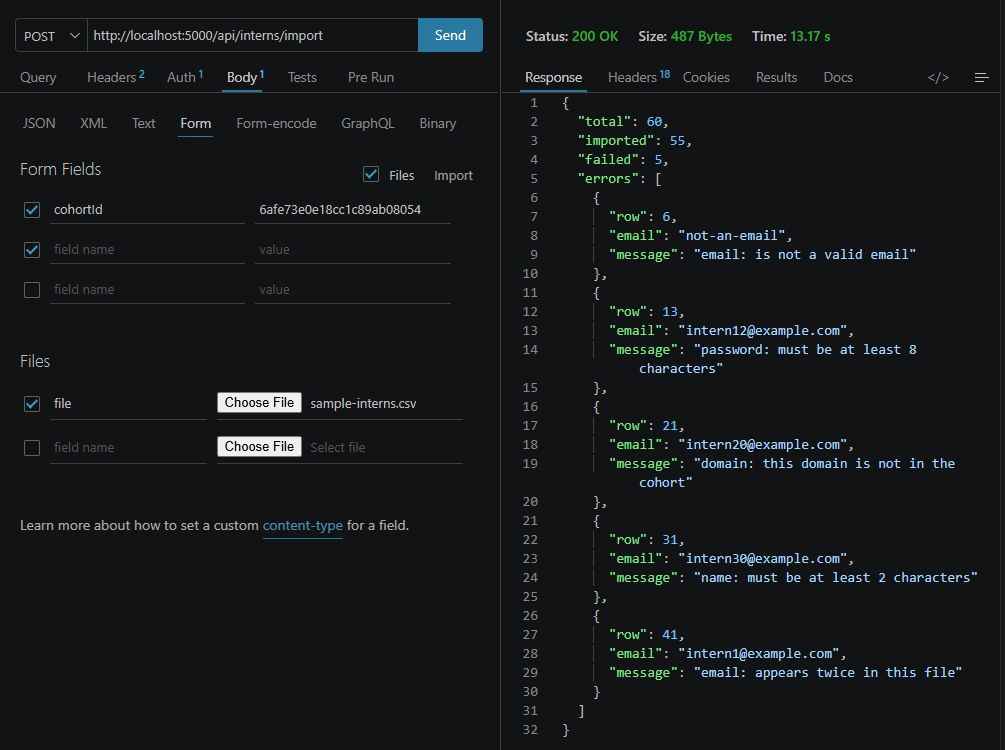 POST http://localhost:5000/api/interns/import Send
Query Headers 2 Auth 1 Body 1 Tests Pre Run
JSON XML Text Form Form-encode GraphQL Binary
Form Fields Files Import
cohortId 6afe73e0e18cc1c89ab08054
field name value
field name value
Files
file Choose File sample-interns.csv
field name Choose File Select file
Learn more about how to set a custom content-type for a field.
Status: 200 OK Size: 487 Bytes Time: 13.17 s
Response Headers 18 Cookies Results Docs </>
1 {
2 "total": 60,
3 "imported": 55,
4 "failed": 5,
5 "errors": [
6 {
7 "row": 6,
8 "email": "not-an-email",
9 "message": "email: is not a valid email"
10 },
11 {
12 "row": 13,
13 "email": "intern12@example.com",
14 "message": "password: must be at least 8
characters"
15 },
16 {
17 "row": 21,
18 "email": "intern20@example.com",
19 "message": "domain: this domain is not in the
cohort"
20 },
21 {
22 "row": 31,
23 "email": "intern30@example.com",
24 "message": "name: must be at least 2 characters"
25 },
26 {
27 "row": 41,
28 "email": "intern1@example.com",
29 "message": "email: appears twice in this file"
30 }
31 ]
32 }